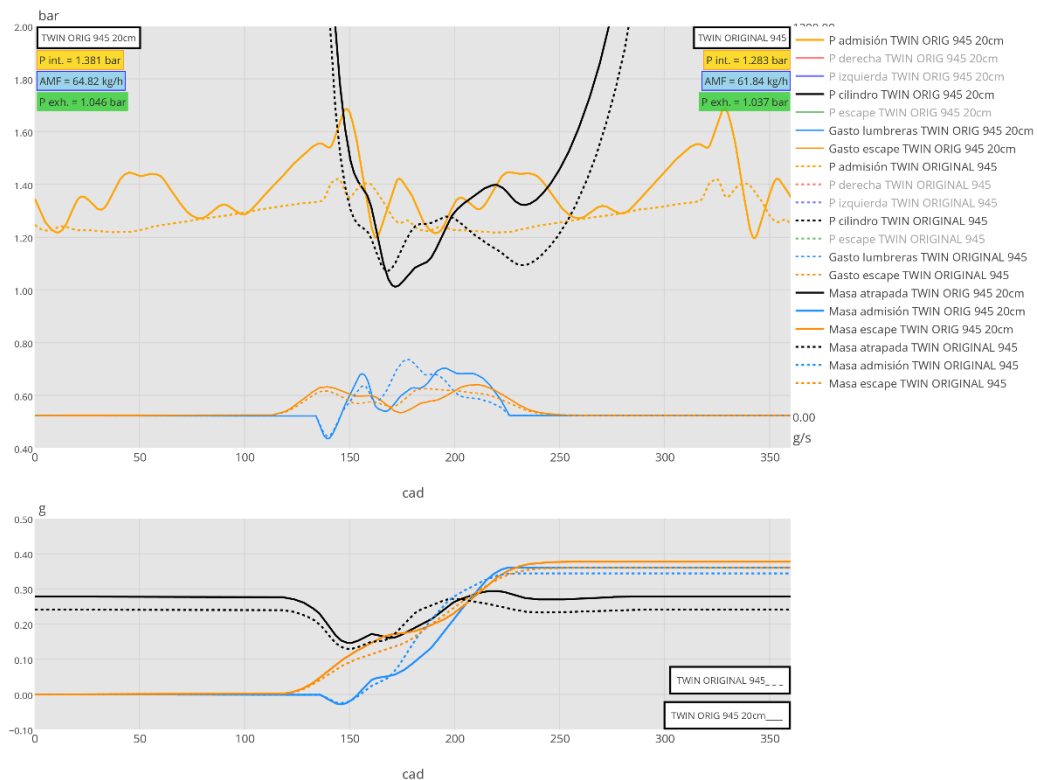 bar
2.00
1.80
1.60
1.40
1.20
1.00
0.80
0.60
0.40
0
50
100
150
200
250
300
350
cad
TWIN ORIG 945 20cm
P int. = 1.381 bar
AMF = 64.82 kg/h
P exh. = 1.046 bar
TWIN ORIGINAL 945
P int. = 1.283 bar
AMF = 61.84 kg/h
P exh. = 1.037 bar
0.00
g/s
P admisión TWIN ORIG 945 20cm
P derecha TWIN ORIG 945 20cm
P izquierda TWIN ORIG 945 20cm
P cilindro TWIN ORIG 945 20cm
P escape TWIN ORIG 945 20cm
Gasto lumbreras TWIN ORIG 945 20cm
Gasto escape TWIN ORIG 945 20cm
P admisión TWIN ORIGINAL 945
P derecha TWIN ORIGINAL 945
P izquierda TWIN ORIGINAL 945
P cilindro TWIN ORIGINAL 945
P escape TWIN ORIGINAL 945
Gasto lumbreras TWIN ORIGINAL 945
Gasto escape TWIN ORIGINAL 945
Masa atrapada TWIN ORIG 945 20cm
Masa admisión TWIN ORIG 945 20cm
Masa escape TWIN ORIG 945 20cm
Masa atrapada TWIN ORIGINAL 945
Masa admisión TWIN ORIGINAL 945
Masa escape TWIN ORIGINAL 945
g
0.50
0.40
0.30
0.20
0.10
0.00
−0.10
0
50
100
150
200
250
300
350
cad
TWIN ORIGINAL 945_ _ _
TWIN ORIG 945 20cm___